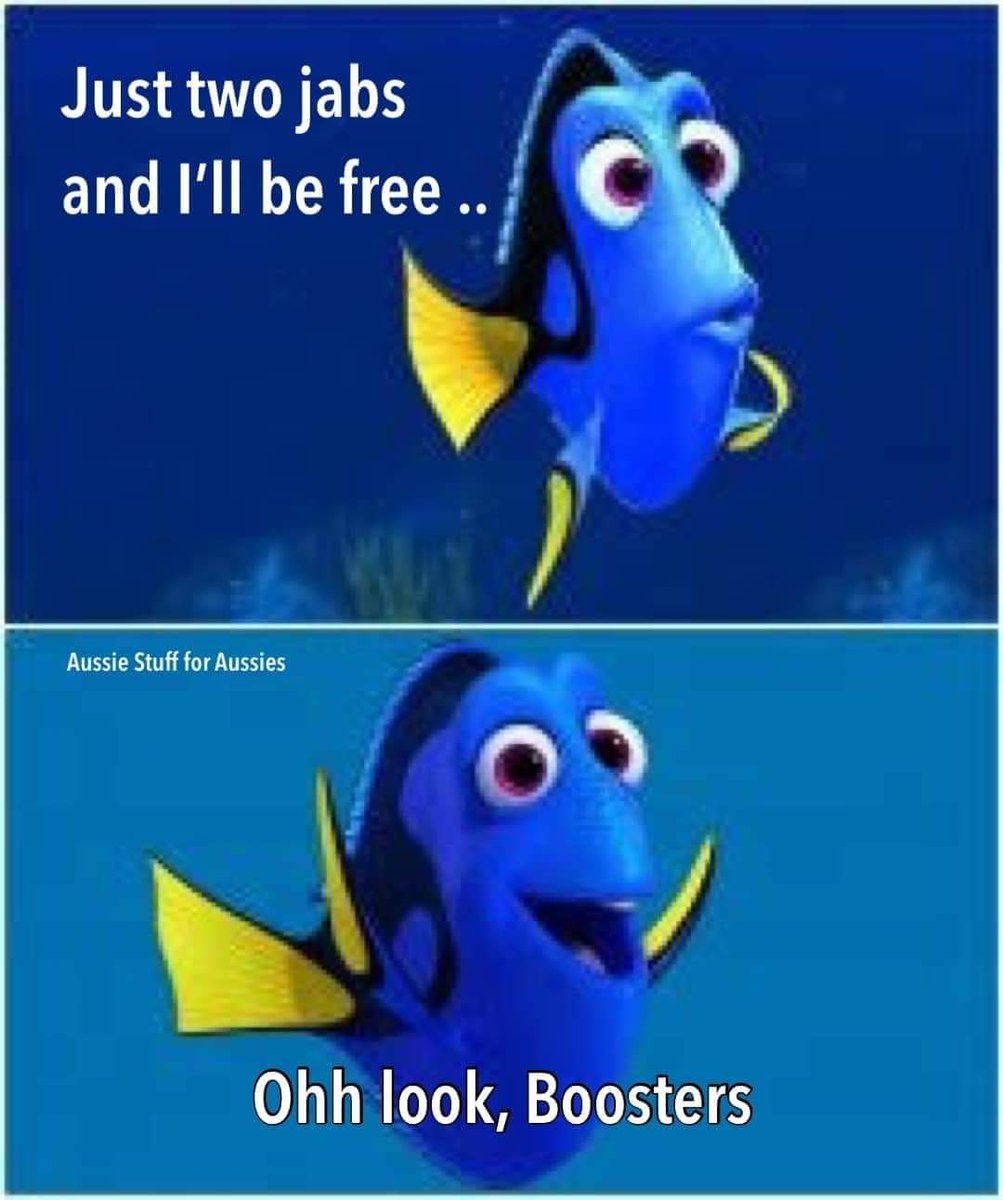 Just two jabs
and I'll be free ..
Aussie Stuff for Aussies
Ohh look, Boosters